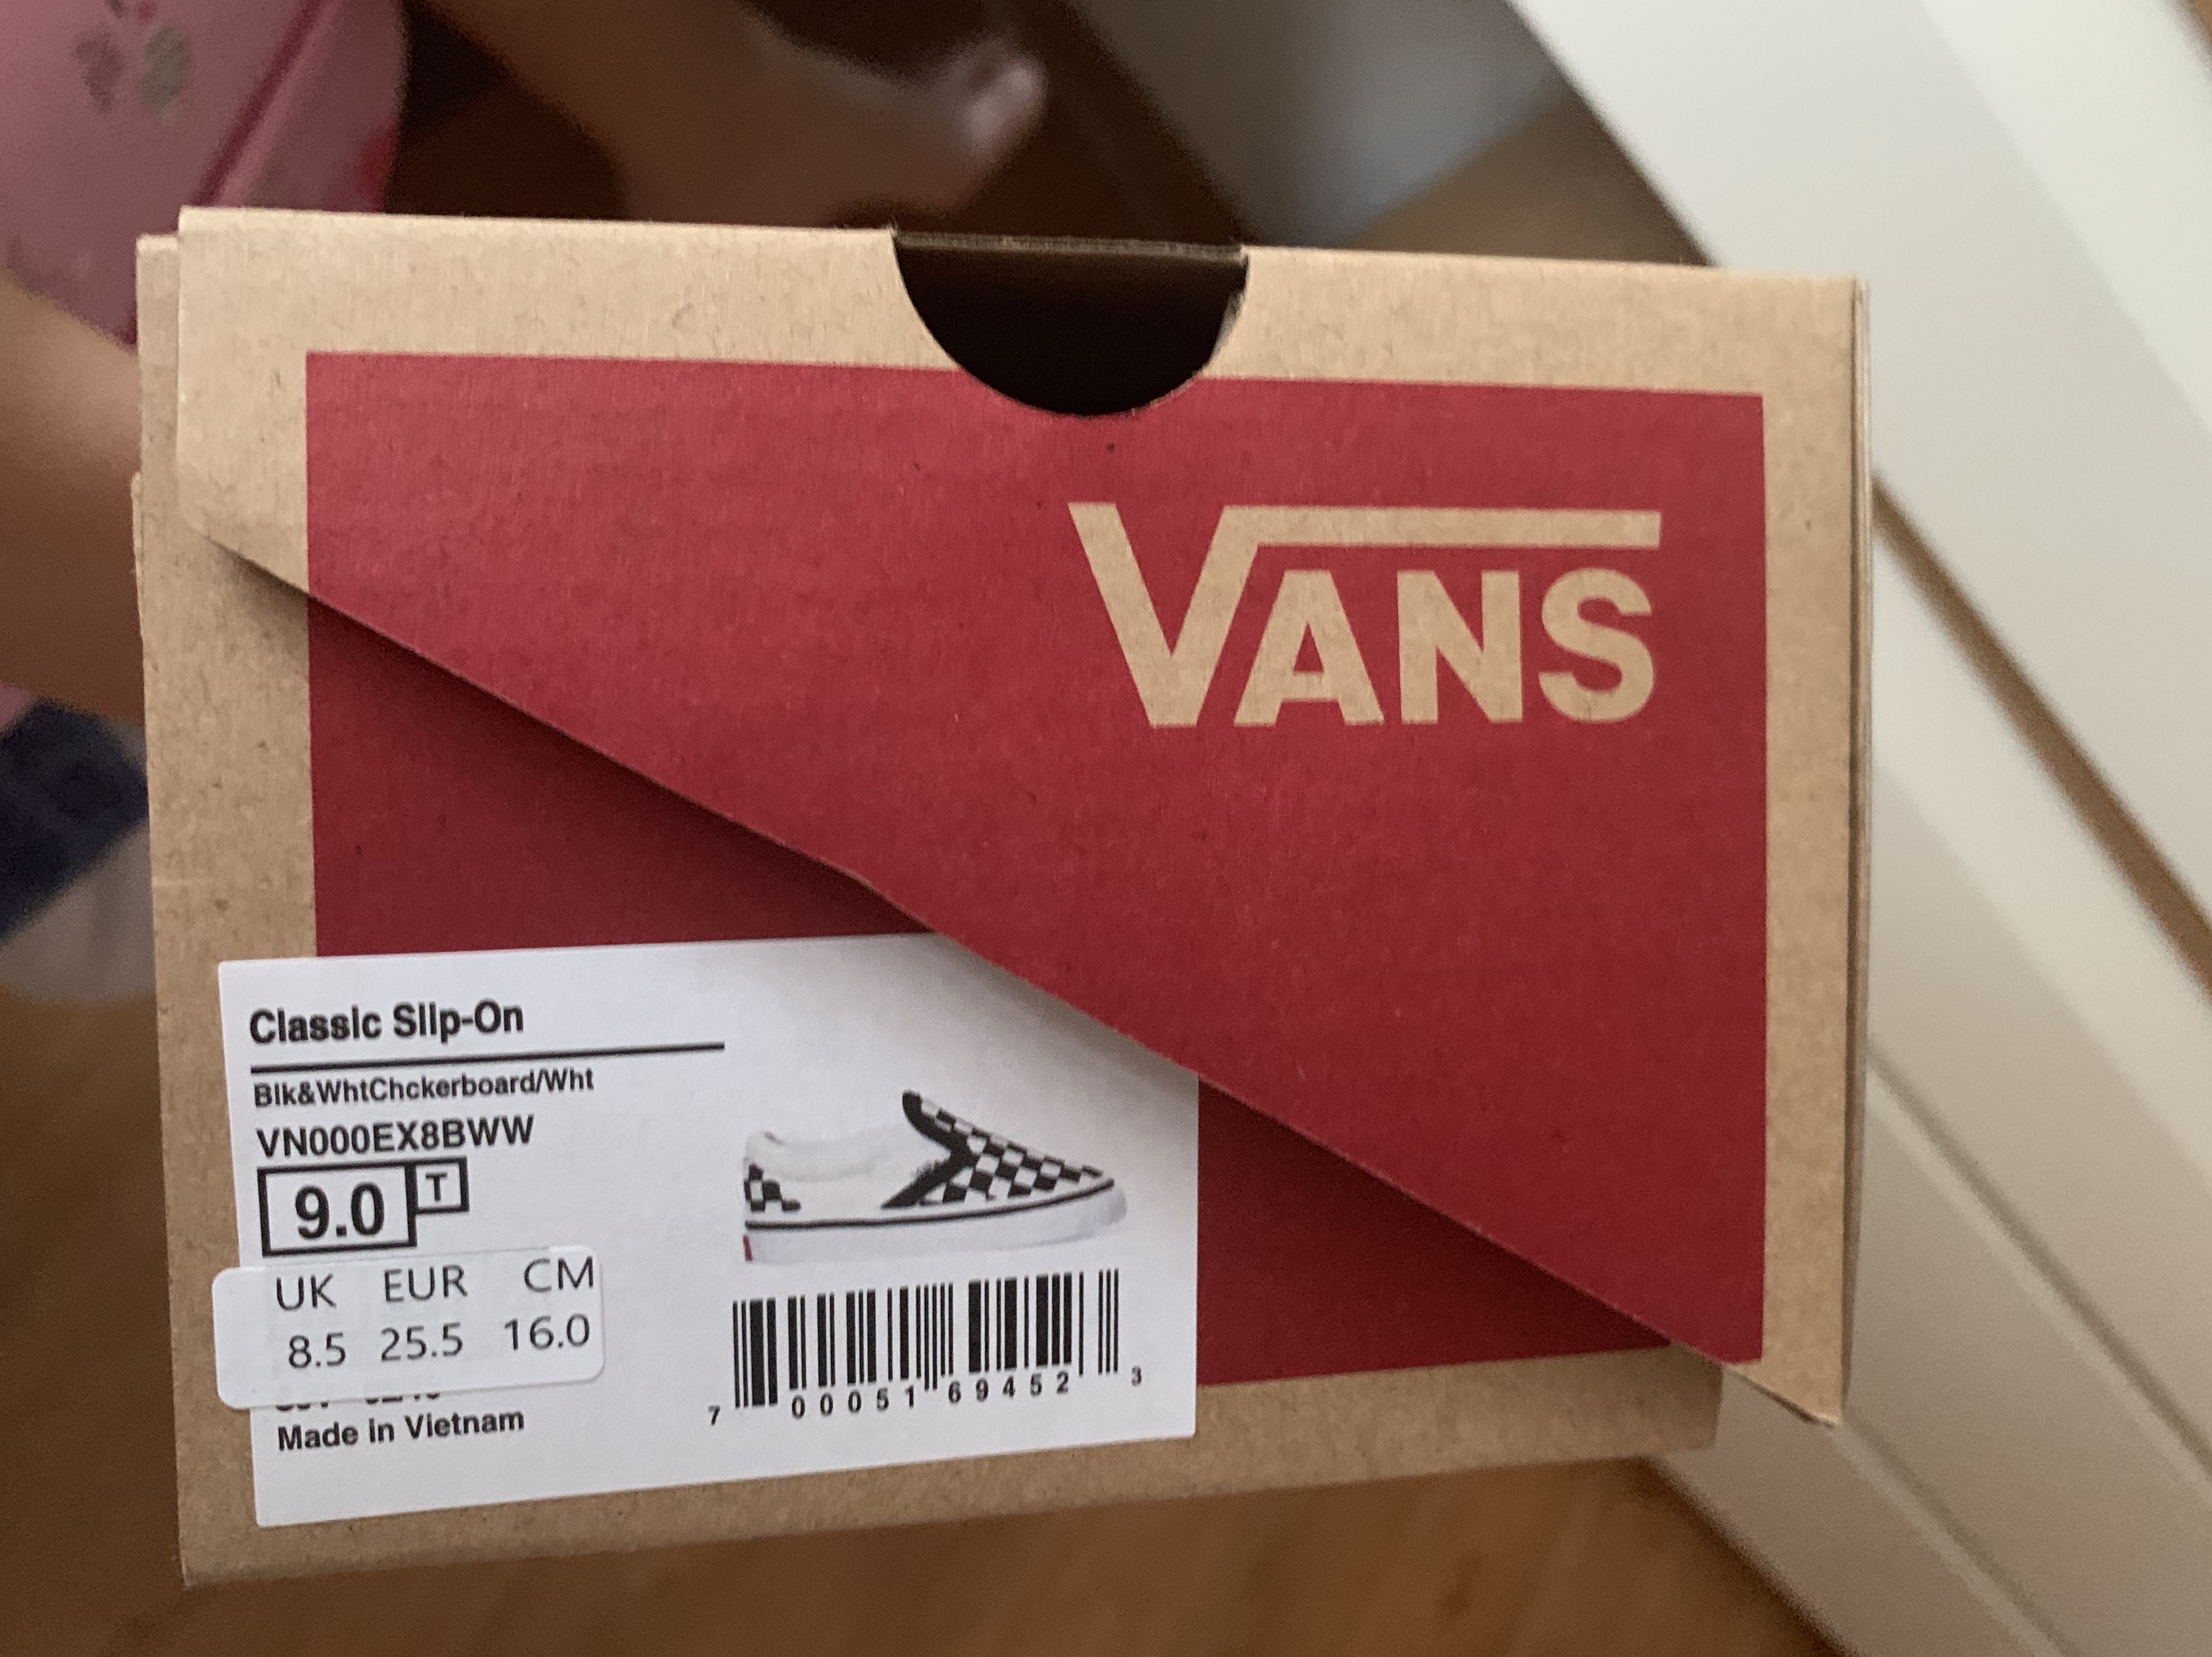 VANS
Classic Slip-On
Blk&WhtChckerboard/Wht
VN000EX8BWW
9.0 T
UK EUR CM
8.5 25.5 16.0
Made in Vietnam
7 00051 69452 3